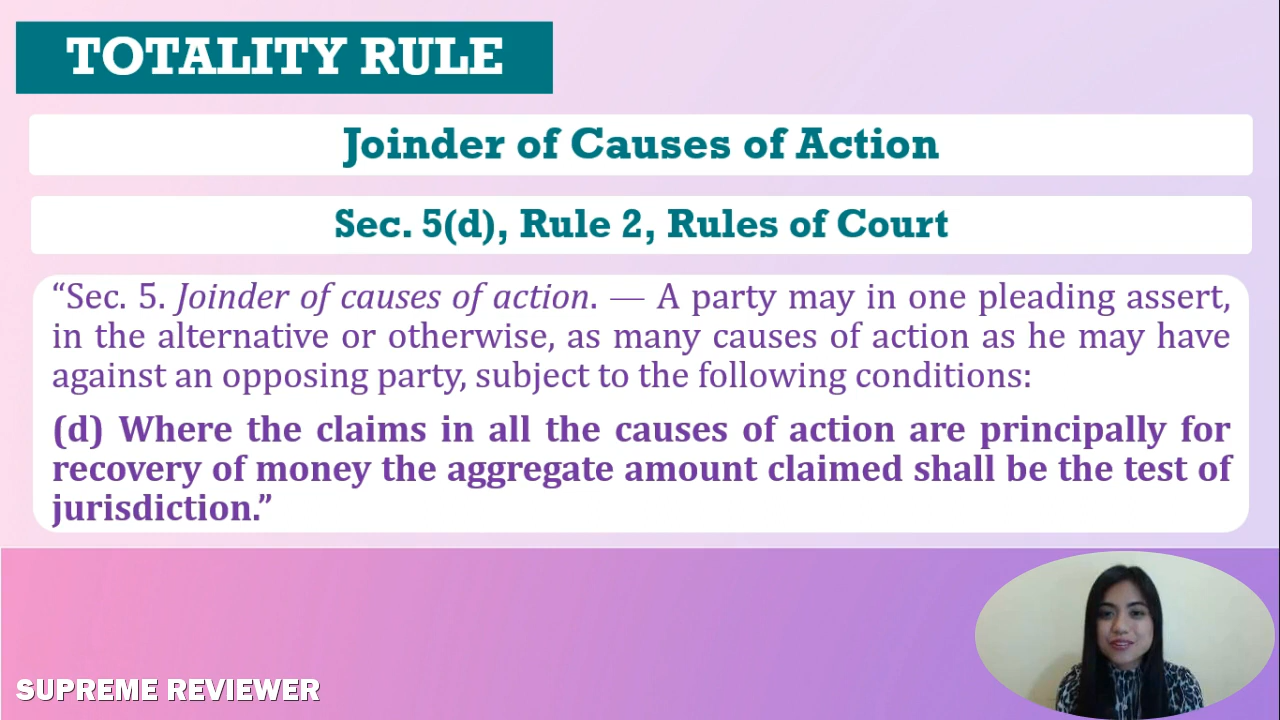 TOTALITY RULE
Joinder of Causes of Action
Sec. 5(d), Rule 2, Rules of Court
“Sec. 5. Joinder of causes of action. — A party may in one pleading assert,
in the alternative or otherwise, as many causes of action as he may have
against an opposing party, subject to the following conditions:
(d) Where the claims in all the causes of action are principally for
recovery of money the aggregate amount claimed shall be the test of
jurisdiction.”
SUPREME REVIEWER